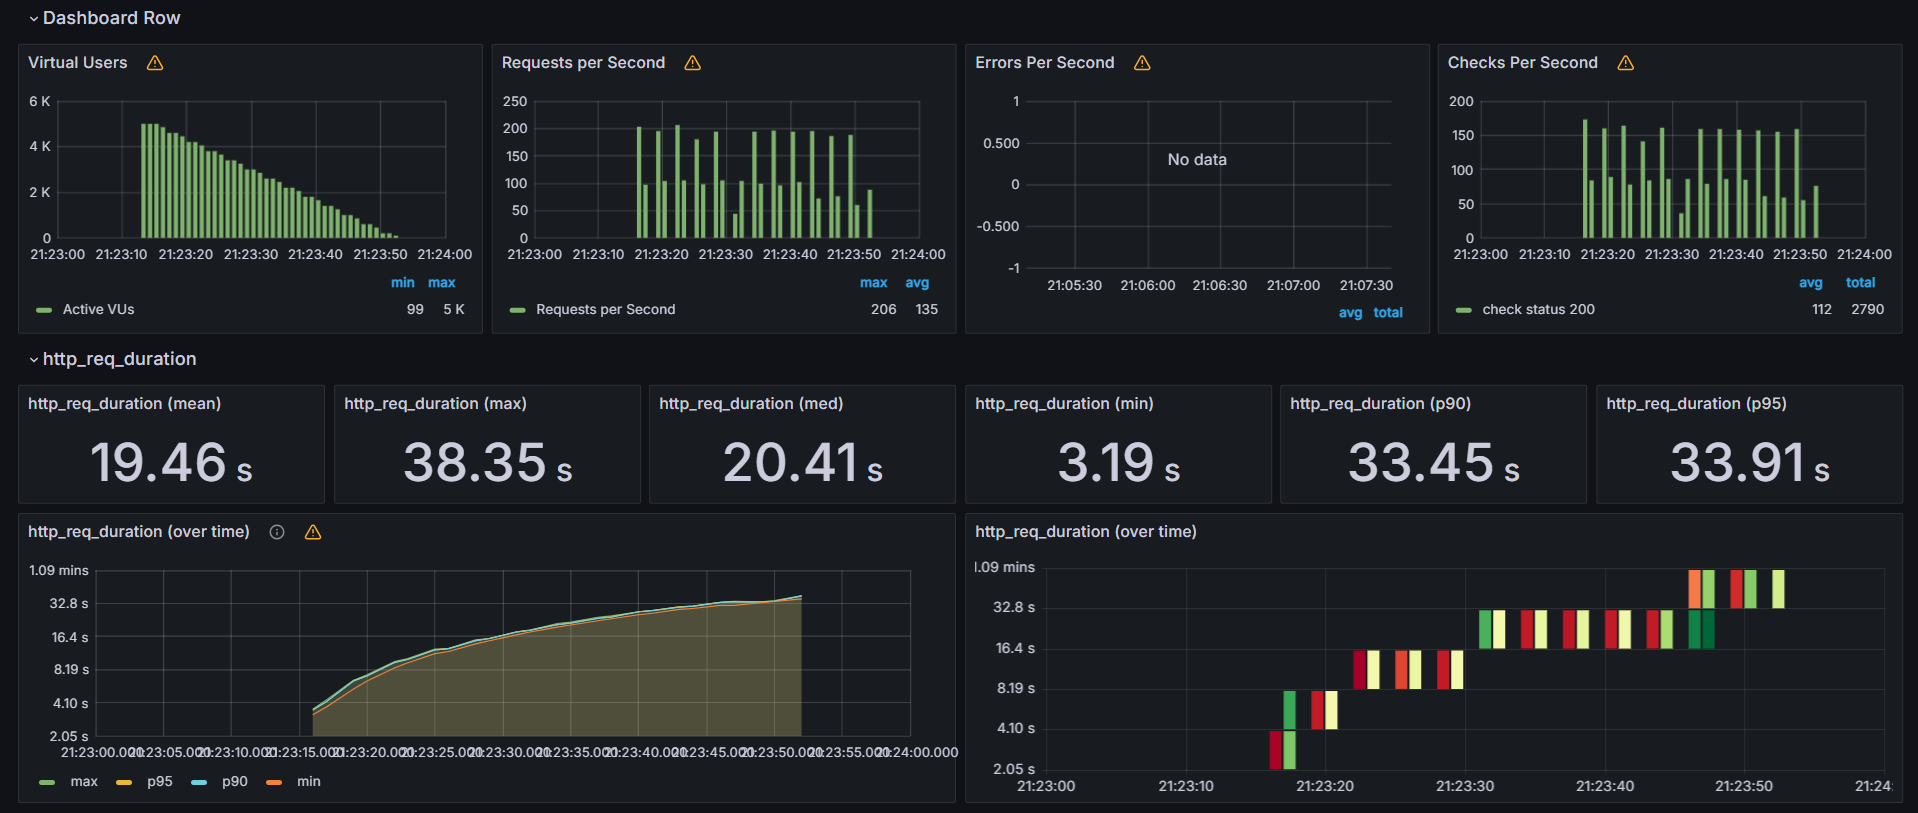 Dashboard Row
Virtual Users
6 K
4 K
2 K
0
21:23:00 21:23:10 21:23:20 21:23:30 21:23:40 21:23:50 21:24:00
min max
Active VUs 99 5 K
Requests per Second
250
200
150
100
50
0
21:23:00 21:23:10 21:23:20 21:23:30 21:23:40 21:23:50 21:24:00
max avg
Requests per Second 206 135
Errors Per Second
1
0.500
0
-0.500
-1
No data
21:05:30 21:06:00 21:06:30 21:07:00 21:07:30
avg total
Checks Per Second
200
150
100
50
0
21:23:00 21:23:10 21:23:20 21:23:30 21:23:40 21:23:50 21:24:00
avg total
check status 200 112 2790
http_req_duration
http_req_duration (mean)
19.46 s
http_req_duration (max)
38.35 s
http_req_duration (med)
20.41 s
http_req_duration (min)
3.19 s
http_req_duration (p90)
33.45 s
http_req_duration (p95)
33.91 s
http_req_duration (over time)
1.09 mins
32.8 s
16.4 s
8.19 s
4.10 s
2.05 s
21:23:00.000 21:23:05.000 21:23:10.000 21:23:15.000 21:23:20.000 21:23:25.000 21:23:30.000 21:23:35.000 21:23:40.000 21:23:45.000 21:23:50.000 21:23:55.000 21:24:00.000
max p95 p90 min
http_req_duration (over time)
1.09 mins
32.8 s
16.4 s
8.19 s
4.10 s
2.05 s
21:23:00 21:23:10 21:23:20 21:23:30 21:23:40 21:23:50 21:24: